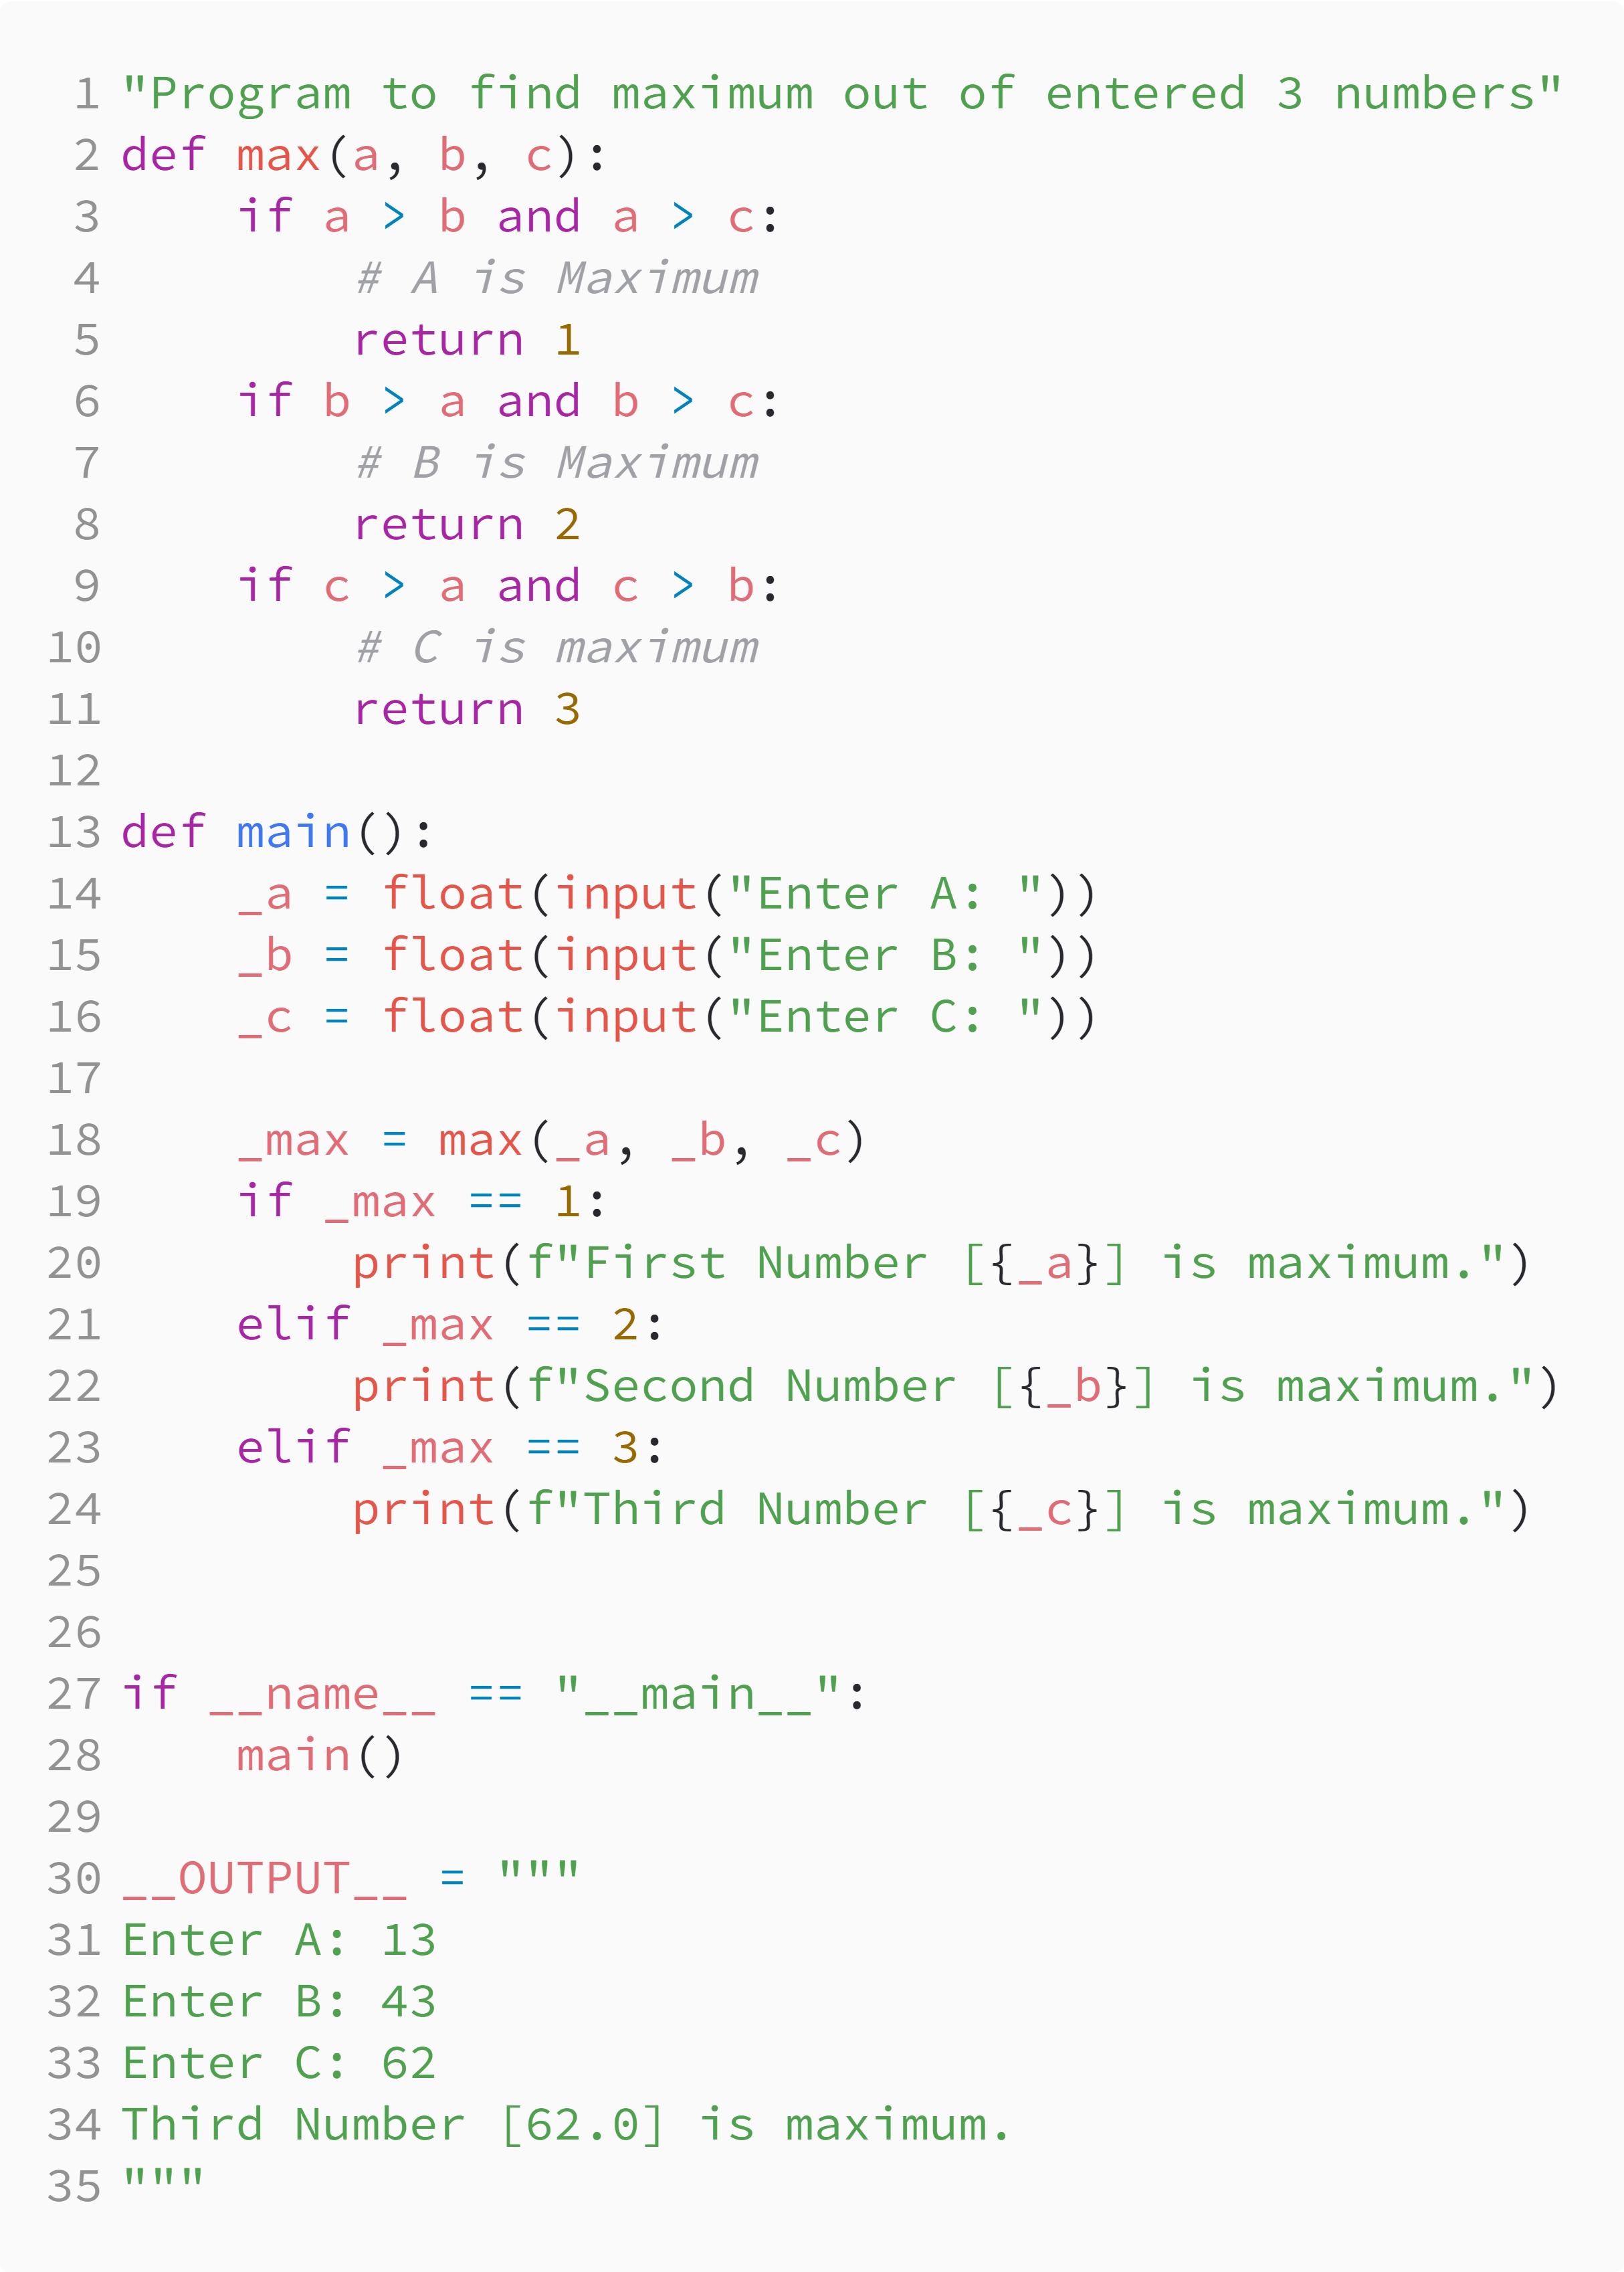 1 "Program to find maximum out of entered 3 numbers"
2 def max(a, b, c):
3     if a > b and a > c:
4         # A is Maximum
5         return 1
6     if b > a and b > c:
7         # B is Maximum
8         return 2
9     if c > a and c > b:
10         # C is maximum
11         return 3
12
13 def main():
14     _a = float(input("Enter A: "))
15     _b = float(input("Enter B: "))
16     _c = float(input("Enter C: "))
17
18     _max = max(_a, _b, _c)
19     if _max == 1:
20         print(f"First Number [{_a}] is maximum.")
21     elif _max == 2:
22         print(f"Second Number [{_b}] is maximum.")
23     elif _max == 3:
24         print(f"Third Number [{_c}] is maximum.")
25
26
27 if __name__ == "__main__":
28     main()
29
30 __OUTPUT__ = """
31 Enter A: 13
32 Enter B: 43
33 Enter C: 62
34 Third Number [62.0] is maximum.
35 """